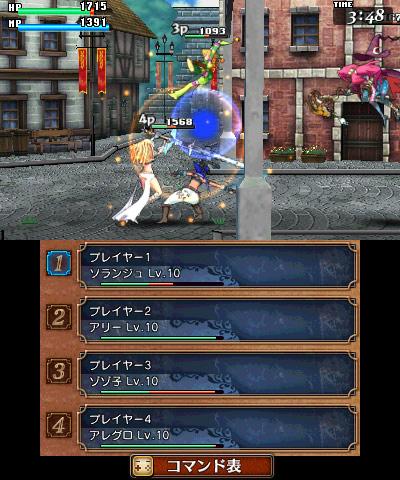 HP 1715
MP 1391
TIME
3:48
3p 1093
4p 1568
1 プレイヤー1
ソランジュ Lv.10
2 プレイヤー2
アリー Lv.10
3 プレイヤー3
ゾゾ子 Lv.10
4 プレイヤー4
アレグロ Lv.10
コマンド表